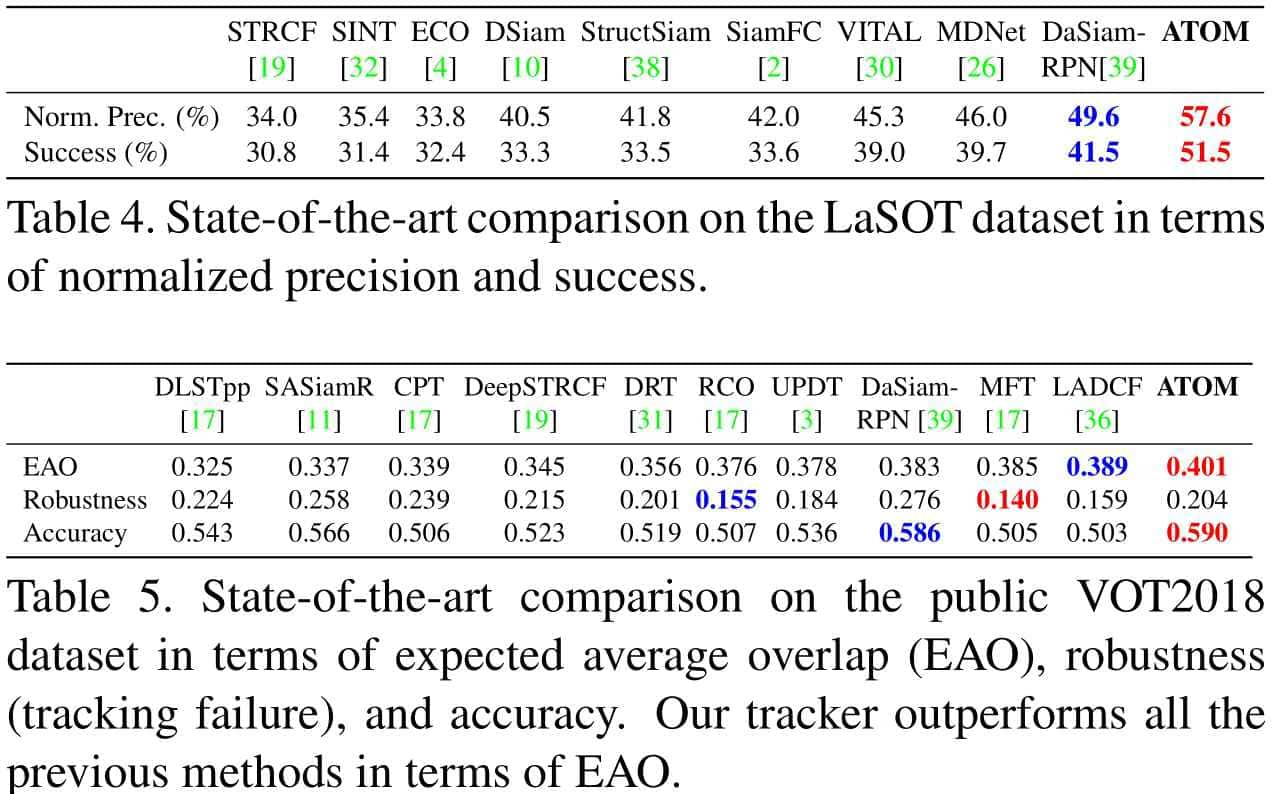 STRCF SINT ECO DSiam StructSiam SiamFC VITAL MDNet DaSiam- ATOM
[19] [32] [4] [10] [38] [2] [30] [26] RPN[39]
Norm. Prec. (%) 34.0 35.4 33.8 40.5 41.8 42.0 45.3 46.0 49.6 57.6
Success (%) 30.8 31.4 32.4 33.3 33.5 33.6 39.0 39.7 41.5 51.5
Table 4. State-of-the-art comparison on the LaSOT dataset in terms
of normalized precision and success.
DLSTpp SASiamR CPT DeepSTRCF DRT RCO UPDT DaSiam- MFT LADCF ATOM
[17] [11] [17] [19] [31] [17] [3] RPN [39] [17] [36]
EAO 0.325 0.337 0.339 0.345 0.356 0.376 0.378 0.383 0.385 0.389 0.401
Robustness 0.224 0.258 0.239 0.215 0.201 0.155 0.184 0.276 0.140 0.159 0.204
Accuracy 0.543 0.566 0.506 0.523 0.519 0.507 0.536 0.586 0.505 0.503 0.590
Table 5. State-of-the-art comparison on the public VOT2018
dataset in terms of expected average overlap (EAO), robustness
(tracking failure), and accuracy. Our tracker outperforms all the
previous methods in terms of EAO.